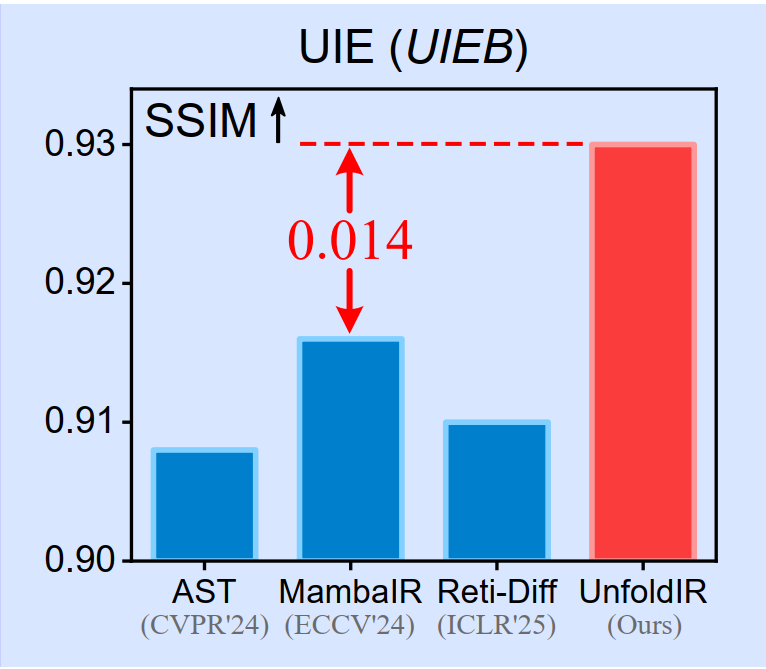 UIE (UIEB)
SSIM ↑
0.93
0.014
0.92
0.91
0.90
AST MambaIR Reti-Diff UnfoldIR
(CVPR'24) (ECCV'24) (ICLR'25) (Ours)